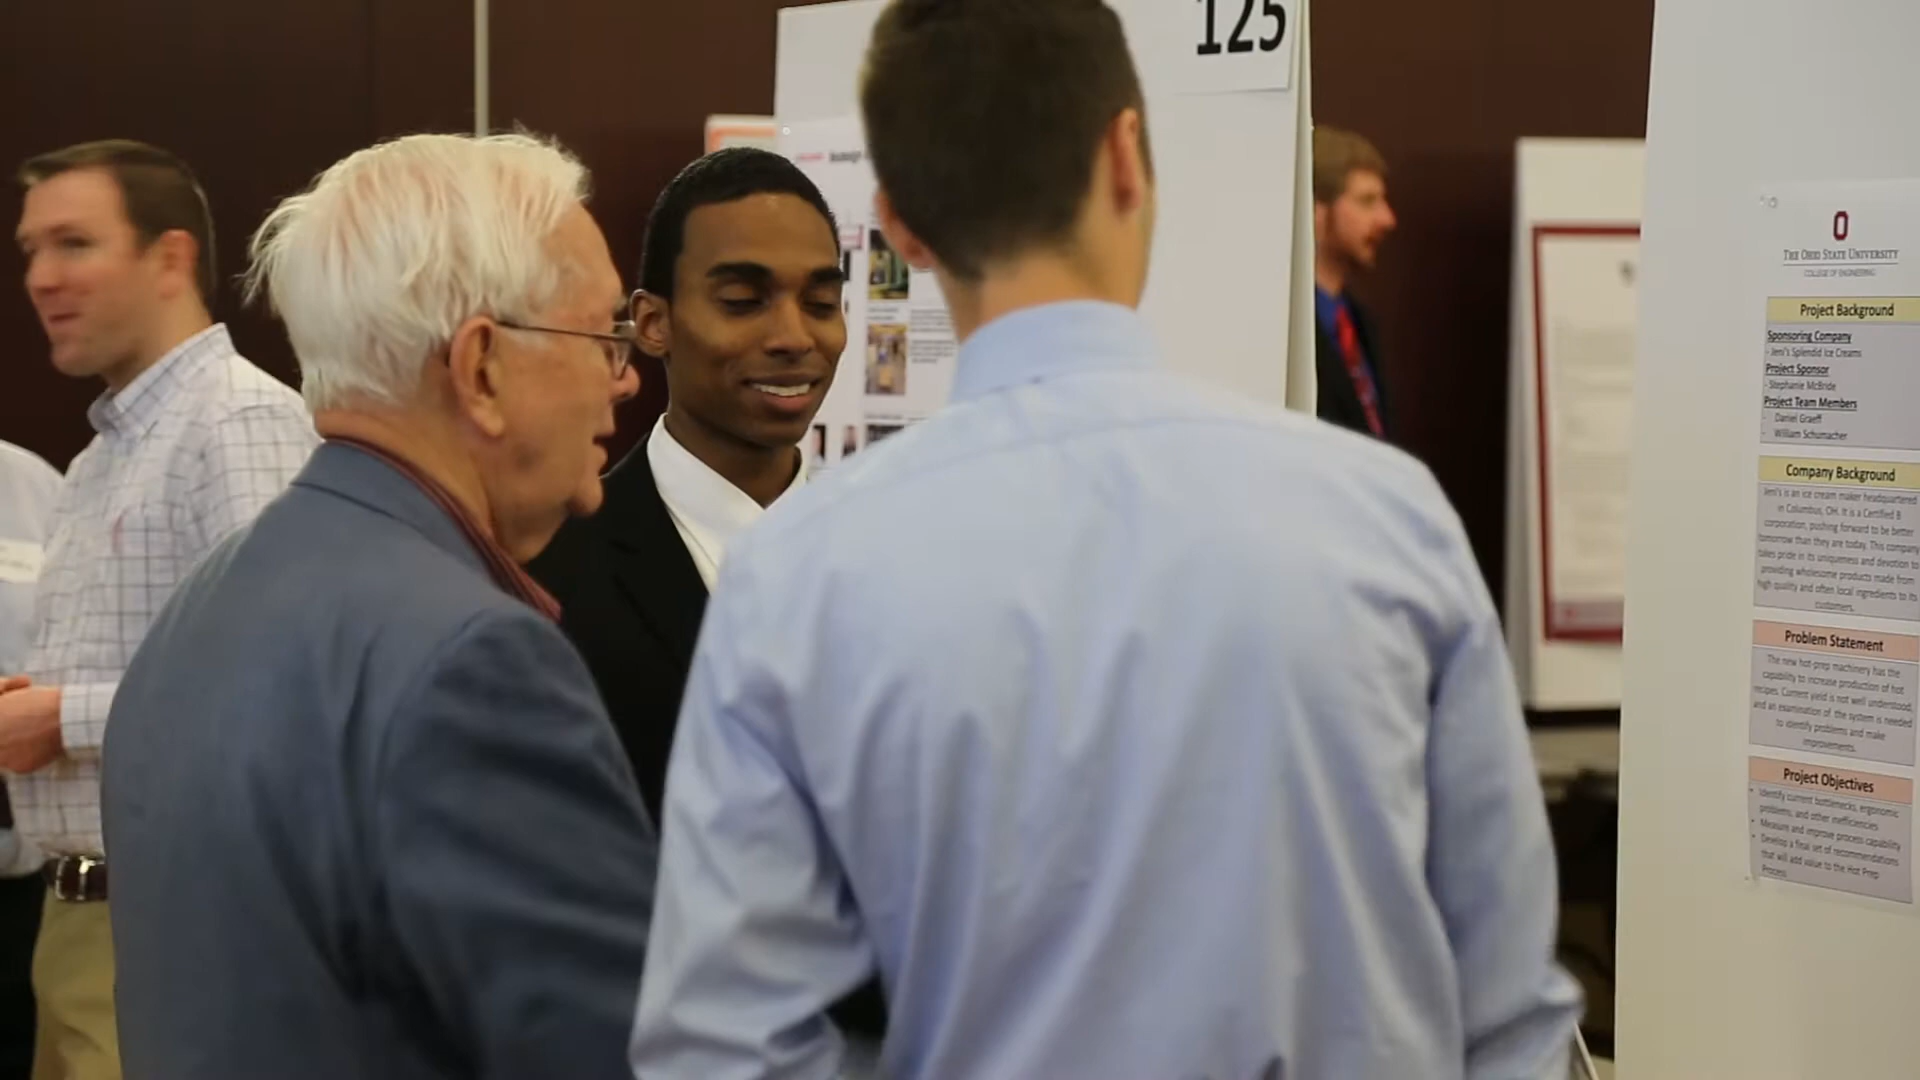 125
THE OHIO STATE UNIVERSITY
COLLEGE OF ENGINEERING
Project Background
Sponsoring Company
- Jeni's Splendid Ice Creams
Project Sponsor
- Stephanie McBride
Project Team Members
Daniel Graeff
William Schumacher
Company Background
Jeni's is an ice cream maker headquartered
in Columbus, OH. It is a Certified B
corporation, pushing forward to be better
tomorrow than they are today. This company
takes pride in its uniqueness and devotion to
providing wholesome products made from
high quality and often local ingredients to its
customers.
Problem Statement
The new hot-prep machinery has the
capability to increase production of hot
recipes. Current yield is not well understood,
and an examination of the system is needed
to identify problems and make
improvements.
Project Objectives
- Identify current bottlenecks, ergonomic
problems, and other inefficiencies
- Measure and improve process capability
- Develop a final set of recommendations
that will add value to the Hot Prep
Process